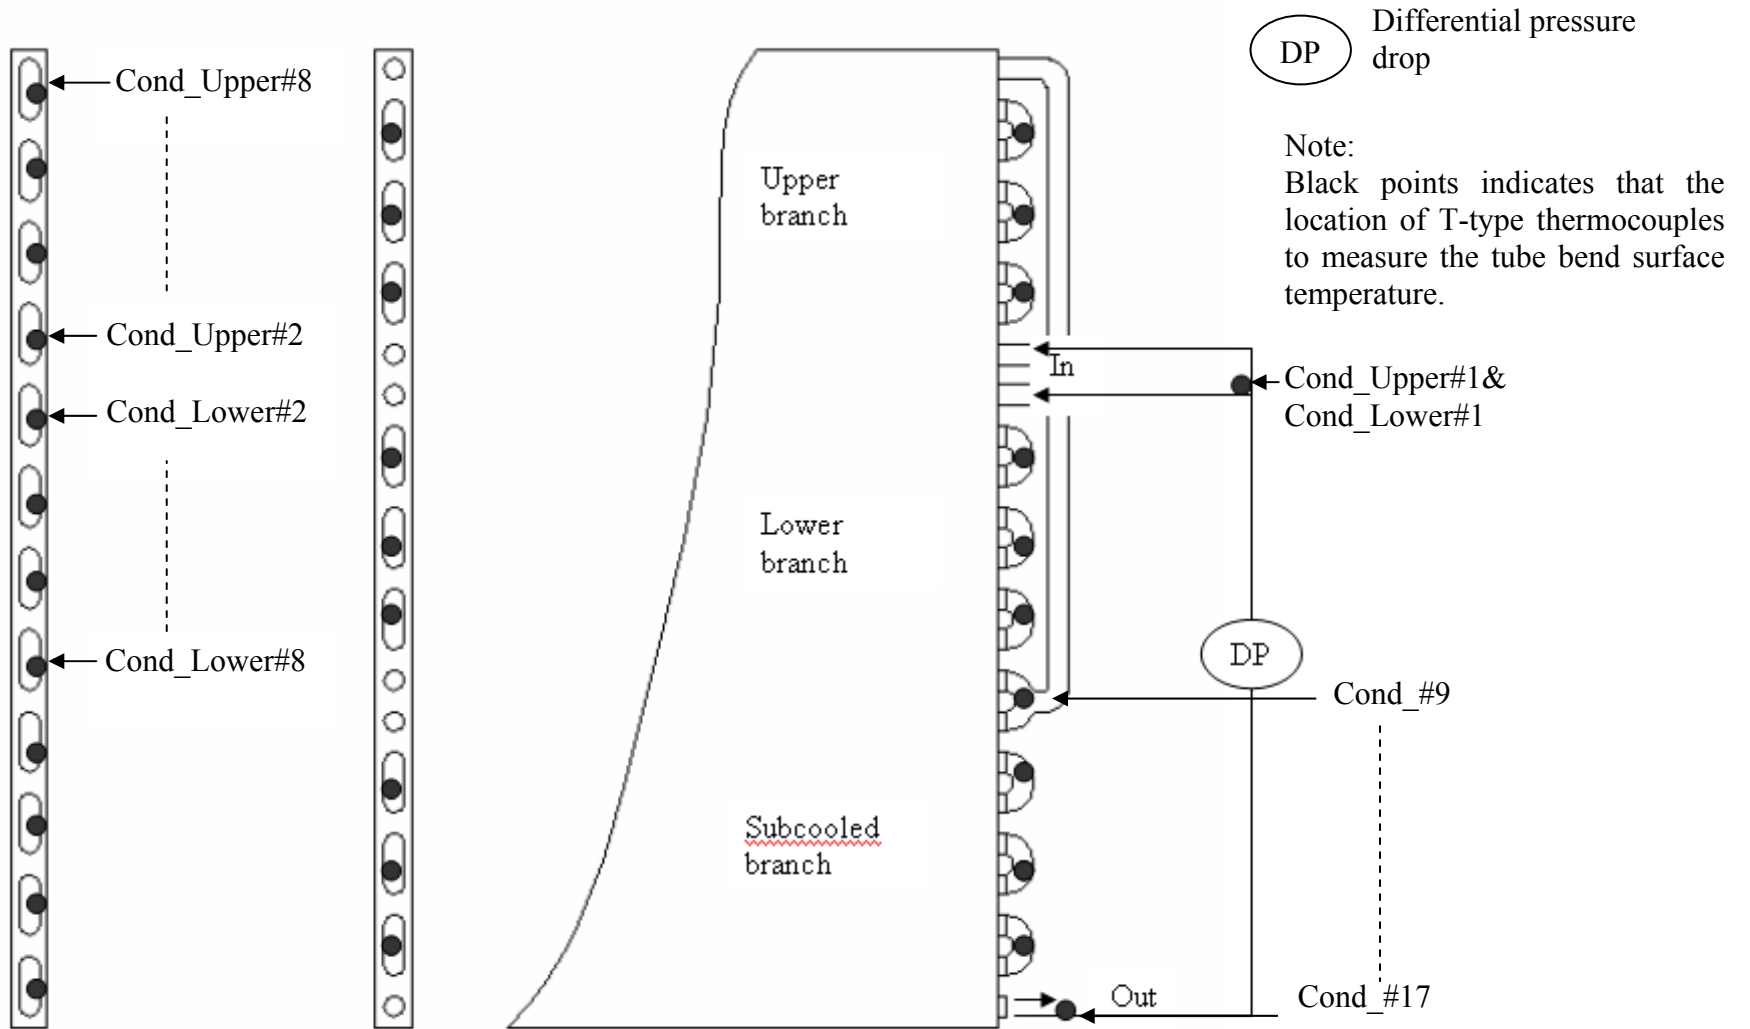 Differential pressure
DP
drop
Cond_Upper#8
Note:
Black points indicates that the
location of T-type thermocouples
to measure the tube bend surface
temperature.
Upper
branch
Cond_Upper#2
In
Cond_Upper#1&
Cond_Lower#1
Cond_Lower#2
Lower
branch
Cond_Lower#8
DP
Cond_#9
Subcooled
branch
Out
Cond_#17